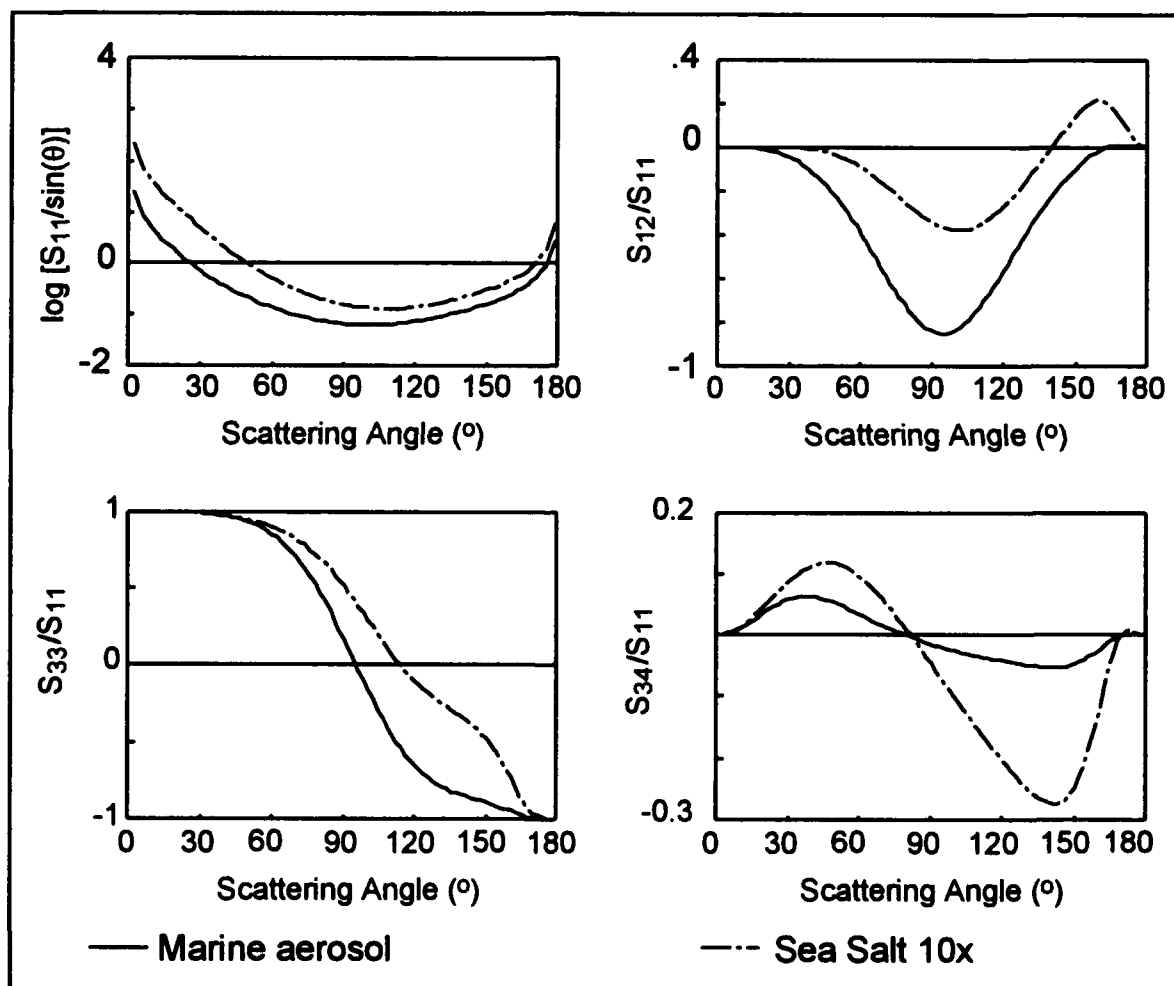 4
0
-2
log [S11/sin(θ)]
0 30 60 90 120 150 180
Scattering Angle (º)
.4
0
-1
S12/S11
0 30 60 90 120 150 180
Scattering Angle (º)
1
0
-1
S33/S11
0 30 60 90 120 150 180
Scattering Angle (º)
0.2
-0.3
S34/S11
0 30 60 90 120 150 180
Scattering Angle (º)
Marine aerosol
Sea Salt 10x